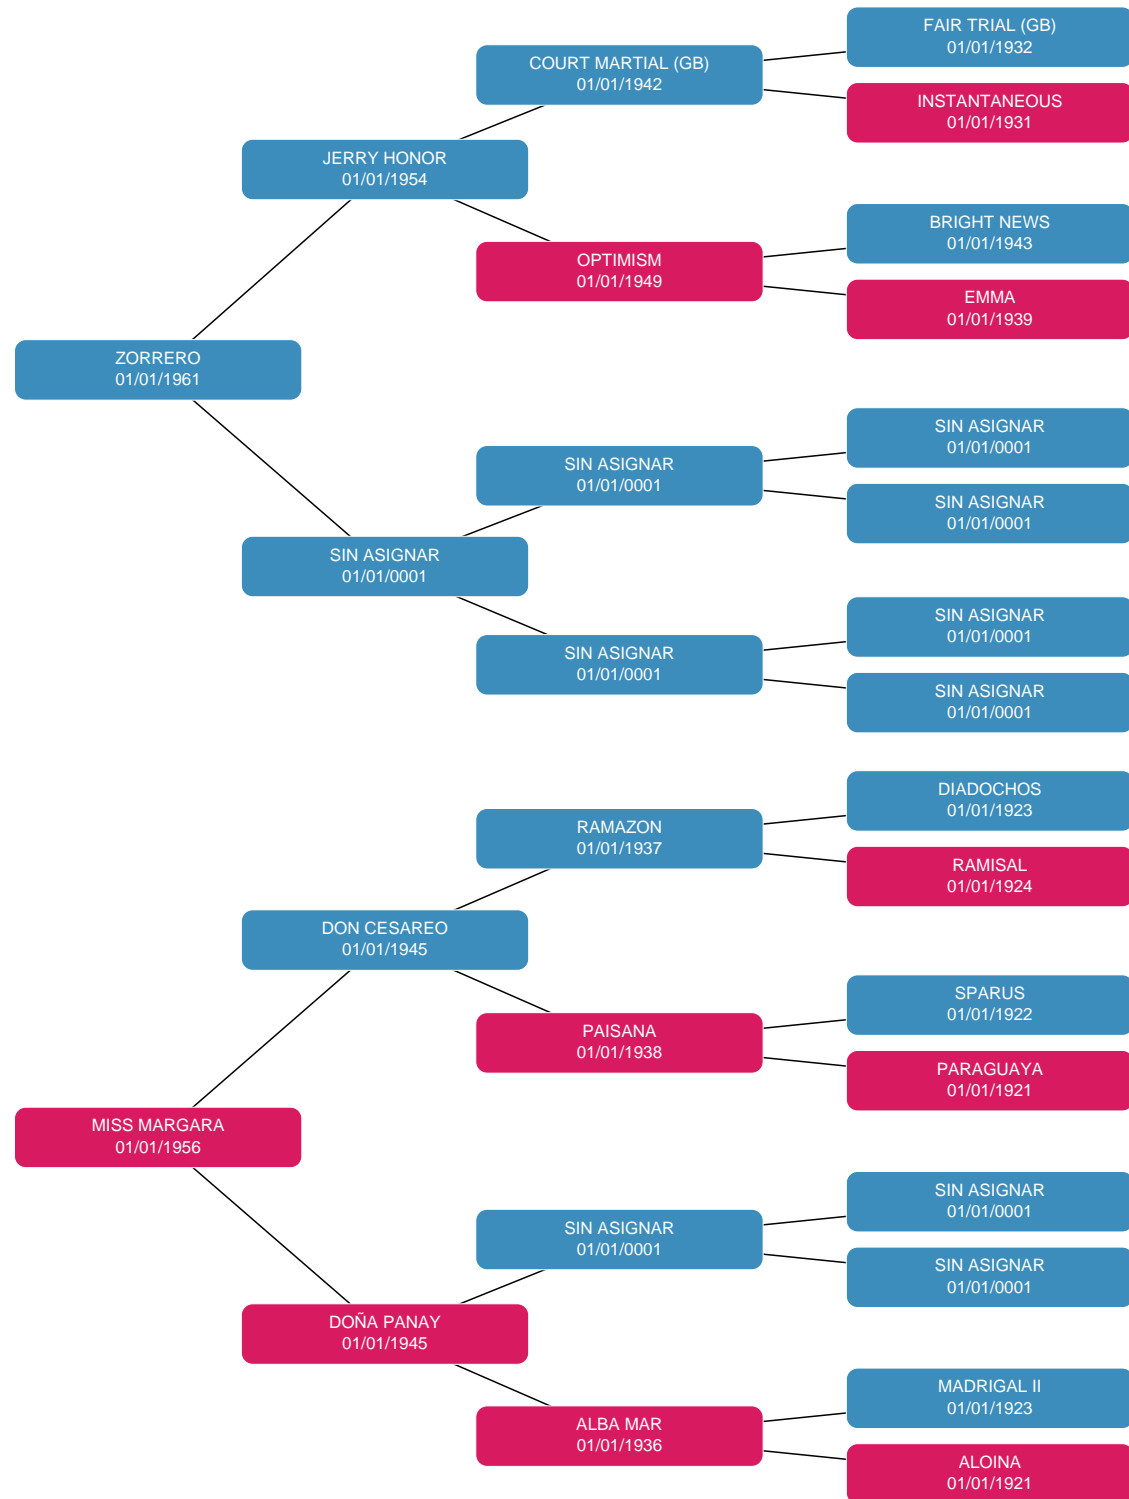 FAIR TRIAL (GB)
01/01/1932
COURT MARTIAL (GB)
01/01/1942
INSTANTANEOUS
01/01/1931
JERRY HONOR
01/01/1954
BRIGHT NEWS
01/01/1943
OPTIMISM
01/01/1949
EMMA
01/01/1939
ZORRERO
01/01/1961
SIN ASIGNAR
01/01/0001
SIN ASIGNAR
01/01/0001
SIN ASIGNAR
01/01/0001
SIN ASIGNAR
01/01/0001
SIN ASIGNAR
01/01/0001
SIN ASIGNAR
01/01/0001
SIN ASIGNAR
01/01/0001
DIADOCHOS
01/01/1923
RAMAZON
01/01/1937
RAMISAL
01/01/1924
DON CESAREO
01/01/1945
SPARUS
01/01/1922
PAISANA
01/01/1938
PARAGUAYA
01/01/1921
MISS MARGARA
01/01/1956
SIN ASIGNAR
01/01/0001
SIN ASIGNAR
01/01/0001
SIN ASIGNAR
01/01/0001
DOÑA PANAY
01/01/1945
MADRIGAL II
01/01/1923
ALBA MAR
01/01/1936
ALOINA
01/01/1921